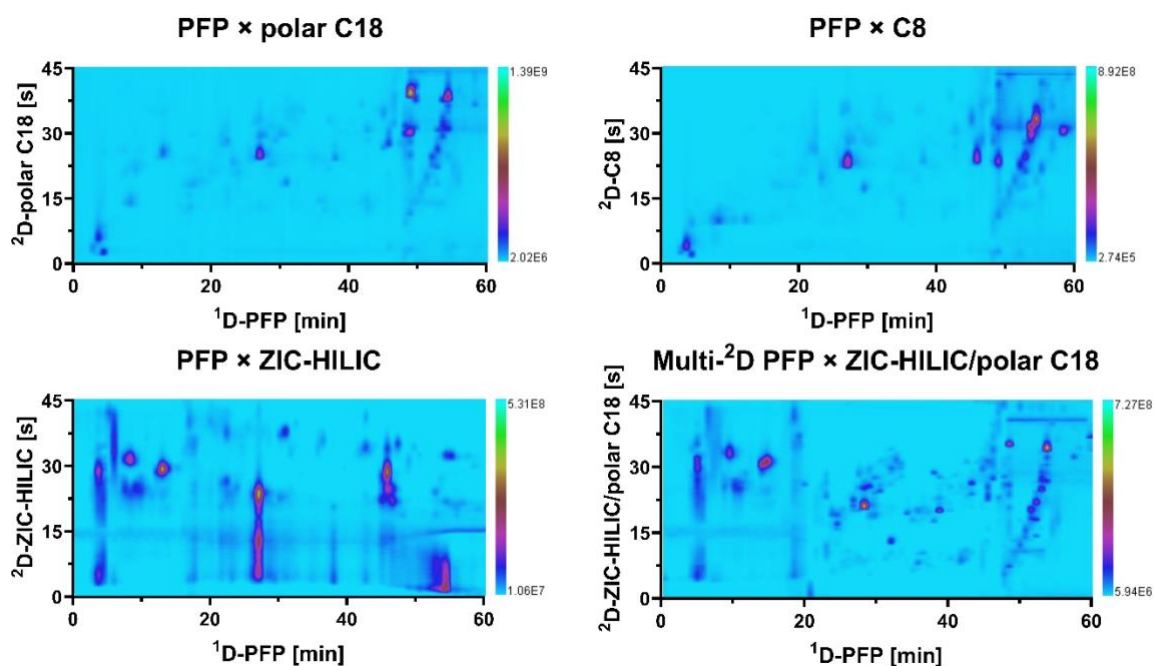 PFP × polar C18
²D-polar C18 [s]
45
30
15
0
0
20
40
60
1.39E9
2.02E6
¹D-PFP [min]
PFP × C8
²D-C8 [s]
45
30
15
0
0
20
40
60
8.92E8
2.74E5
¹D-PFP [min]
PFP × ZIC-HILIC
²D-ZIC-HILIC [s]
45
30
15
0
0
20
40
60
5.31E8
1.06E7
¹D-PFP [min]
Multi-²D PFP × ZIC-HILIC/polar C18
²D-ZIC-HILIC/polar C18 [s]
45
30
15
0
0
20
40
60
7.27E8
5.94E6
¹D-PFP [min]